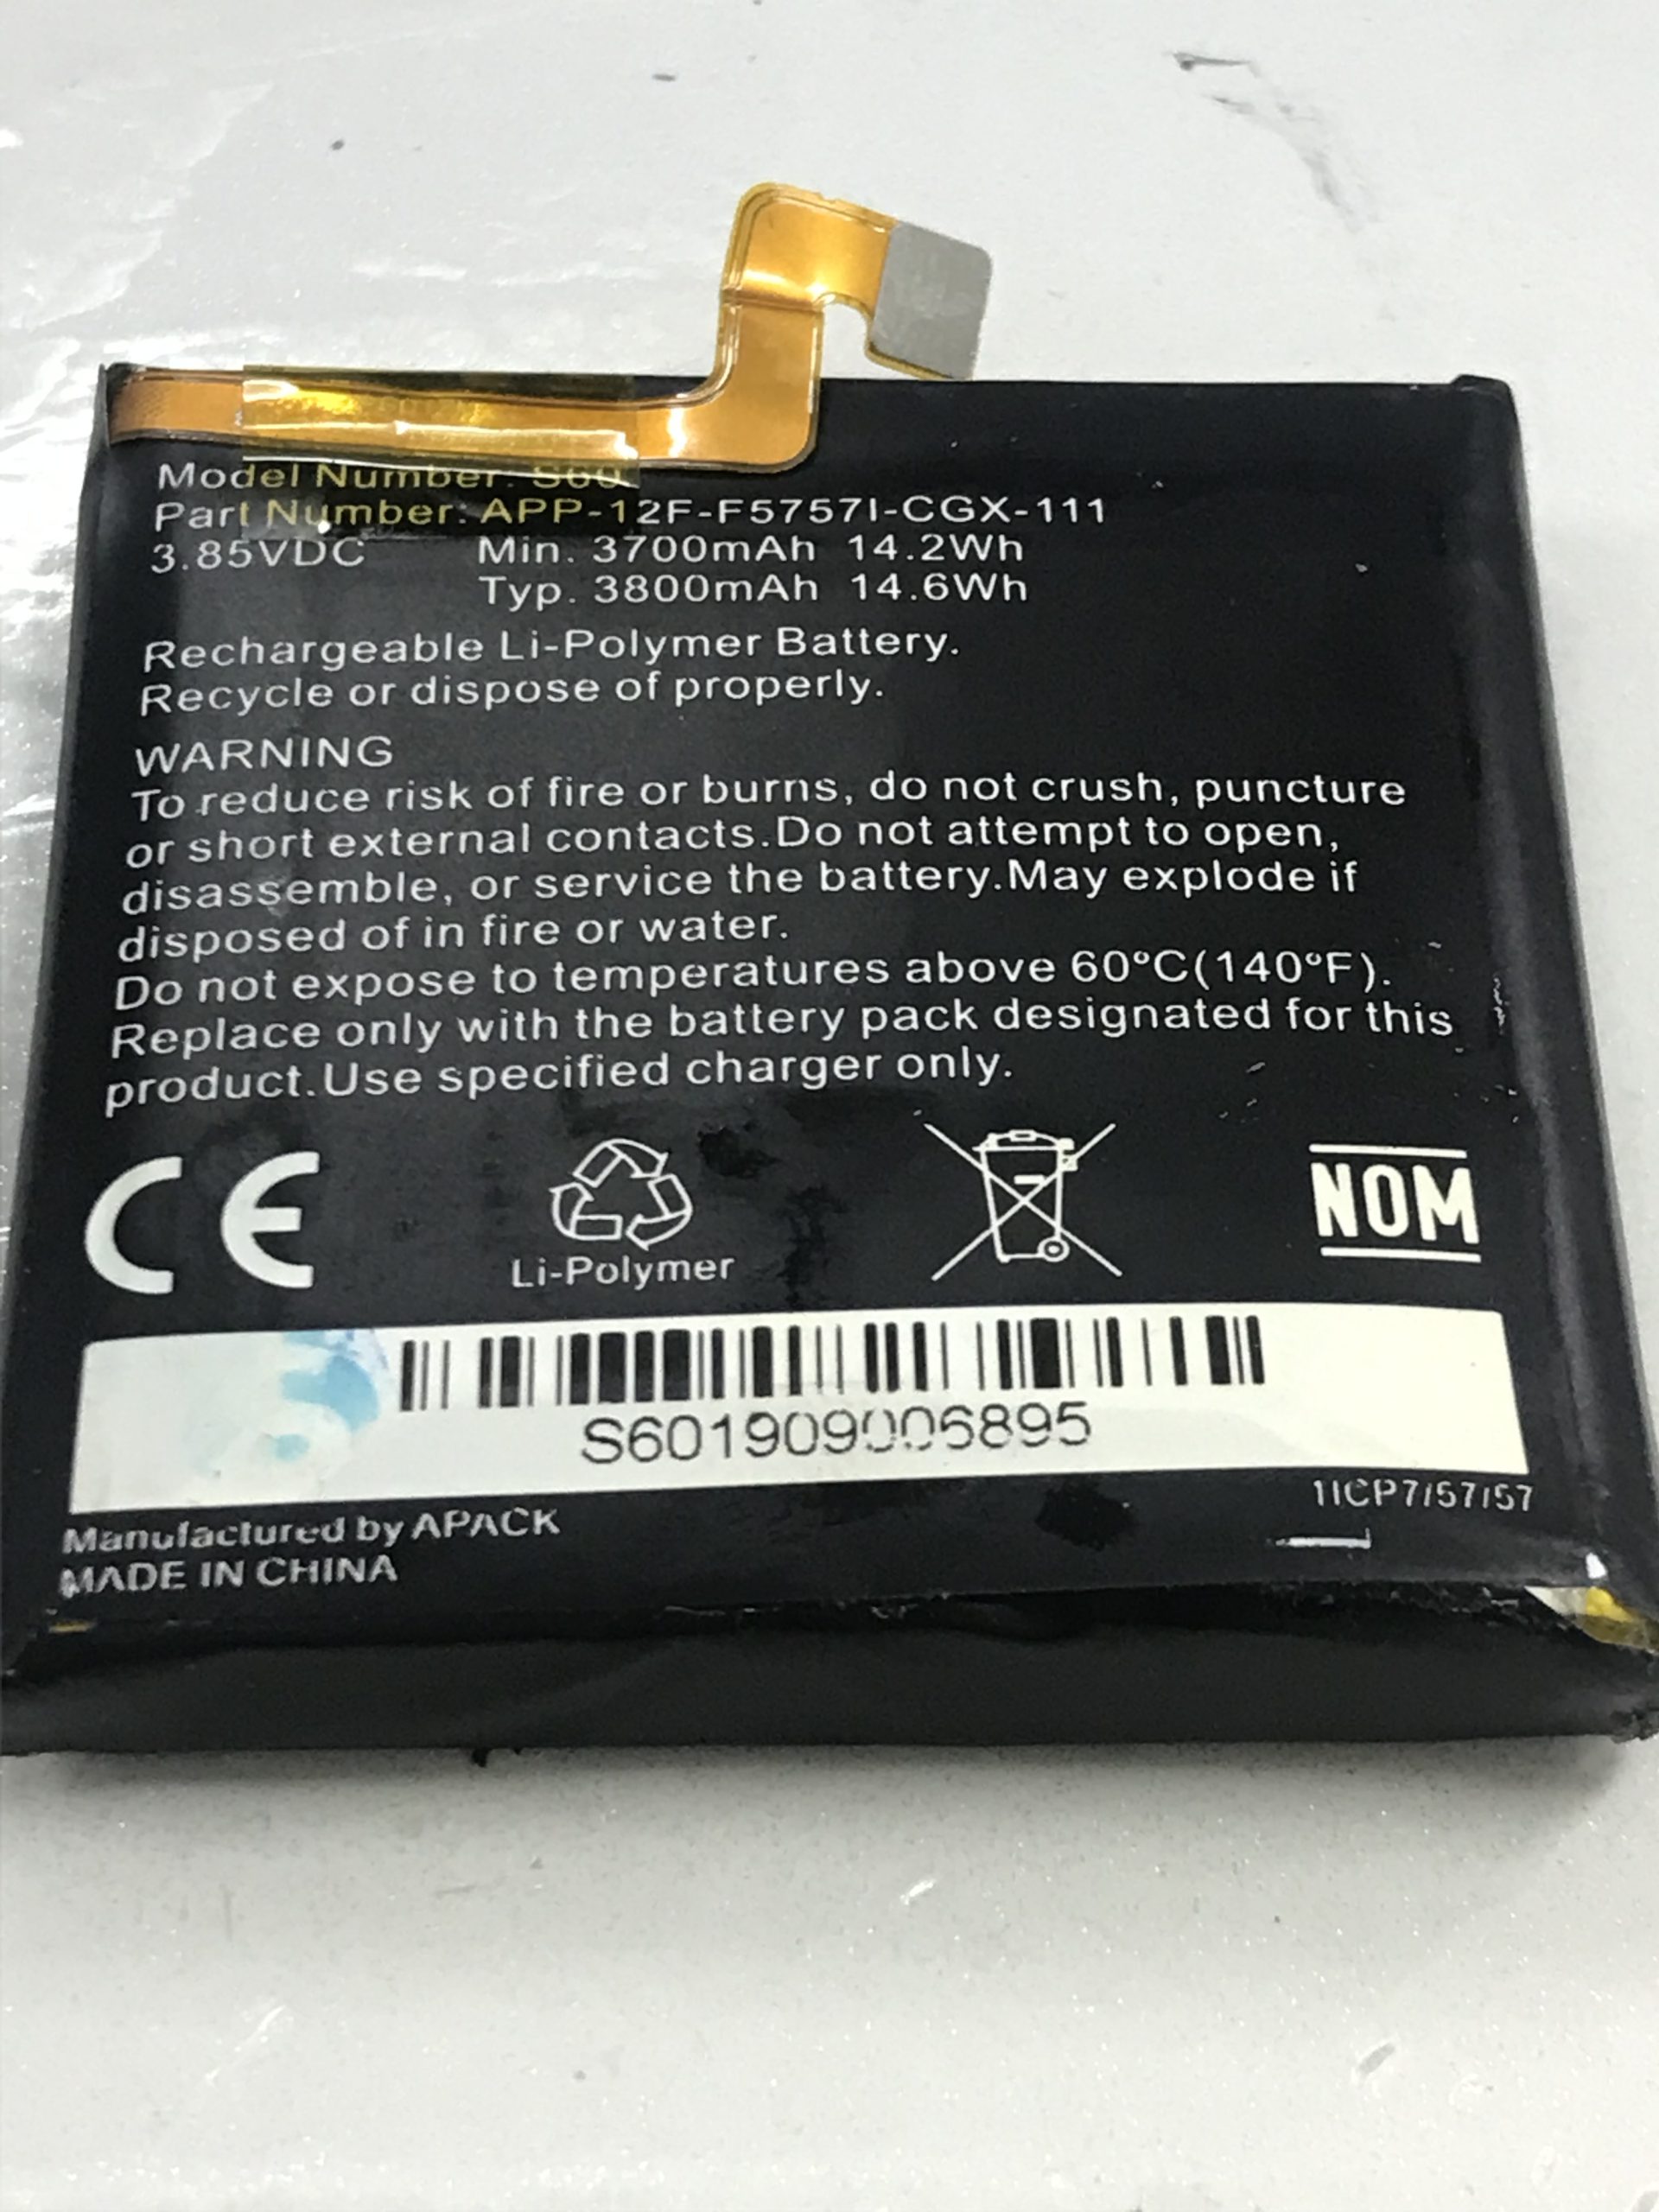 Model Number: S60
Part Number: APP-12F-F5757I-CGX-111
3.85VDC Min. 3700mAh 14.2Wh
Typ. 3800mAh 14.6Wh
Rechargeable Li-Polymer Battery.
Recycle or dispose of properly.
WARNING
To reduce risk of fire or burns, do not crush, puncture
or short external contacts.Do not attempt to open,
disassemble, or service the battery.May explode if
disposed of in fire or water.
Do not expose to temperatures above 60°C(140°F).
Replace only with the battery pack designated for this
product.Use specified charger only.
CE
Li-Polymer
NOM
S601909006895
1ICP7/57/57
Manufactured by APACK
MADE IN CHINA